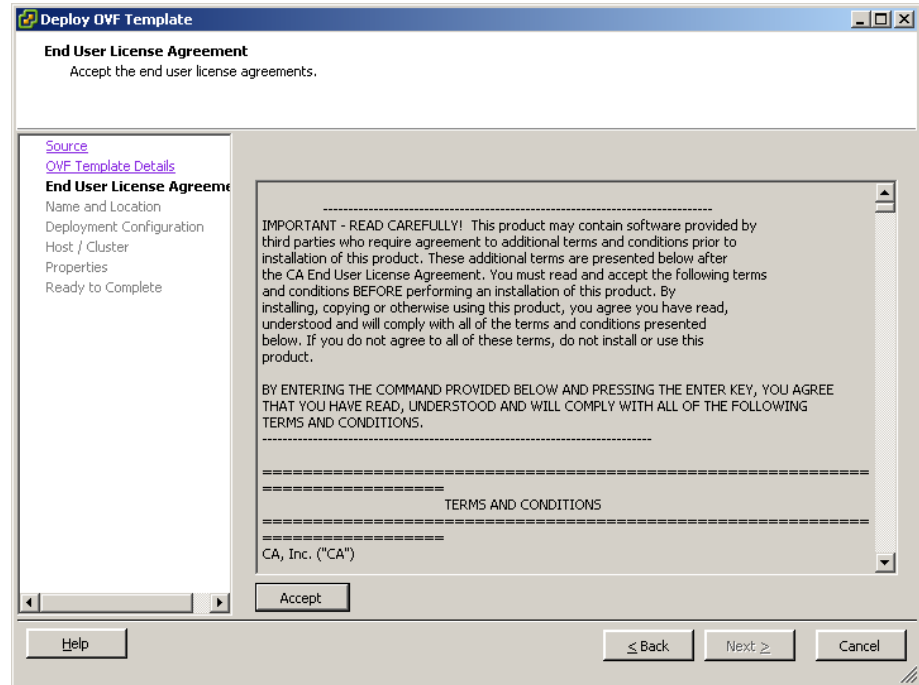 Deploy OVF Template
End User License Agreement
Accept the end user license agreements.
Source
OVF Template Details
End User License Agreeme
Name and Location
Deployment Configuration
Host / Cluster
Properties
Ready to Complete
------------------------------------------------------------------------------
IMPORTANT - READ CAREFULLY!  This product may contain software provided by
third parties who require agreement to additional terms and conditions prior to
installation of this product. These additional terms are presented below after
the CA End User License Agreement. You must read and accept the following terms
and conditions BEFORE performing an installation of this product. By
installing, copying or otherwise using this product, you agree you have read,
understood and will comply with all of the terms and conditions presented
below. If you do not agree to all of these terms, do not install or use this
product.
BY ENTERING THE COMMAND PROVIDED BELOW AND PRESSING THE ENTER KEY, YOU AGREE
THAT YOU HAVE READ, UNDERSTOOD AND WILL COMPLY WITH ALL OF THE FOLLOWING
TERMS AND CONDITIONS.
------------------------------------------------------------------------------
============================================================
==================
TERMS AND CONDITIONS
============================================================
==================
CA, Inc. ("CA")
Accept
Help
< Back
Next >
Cancel